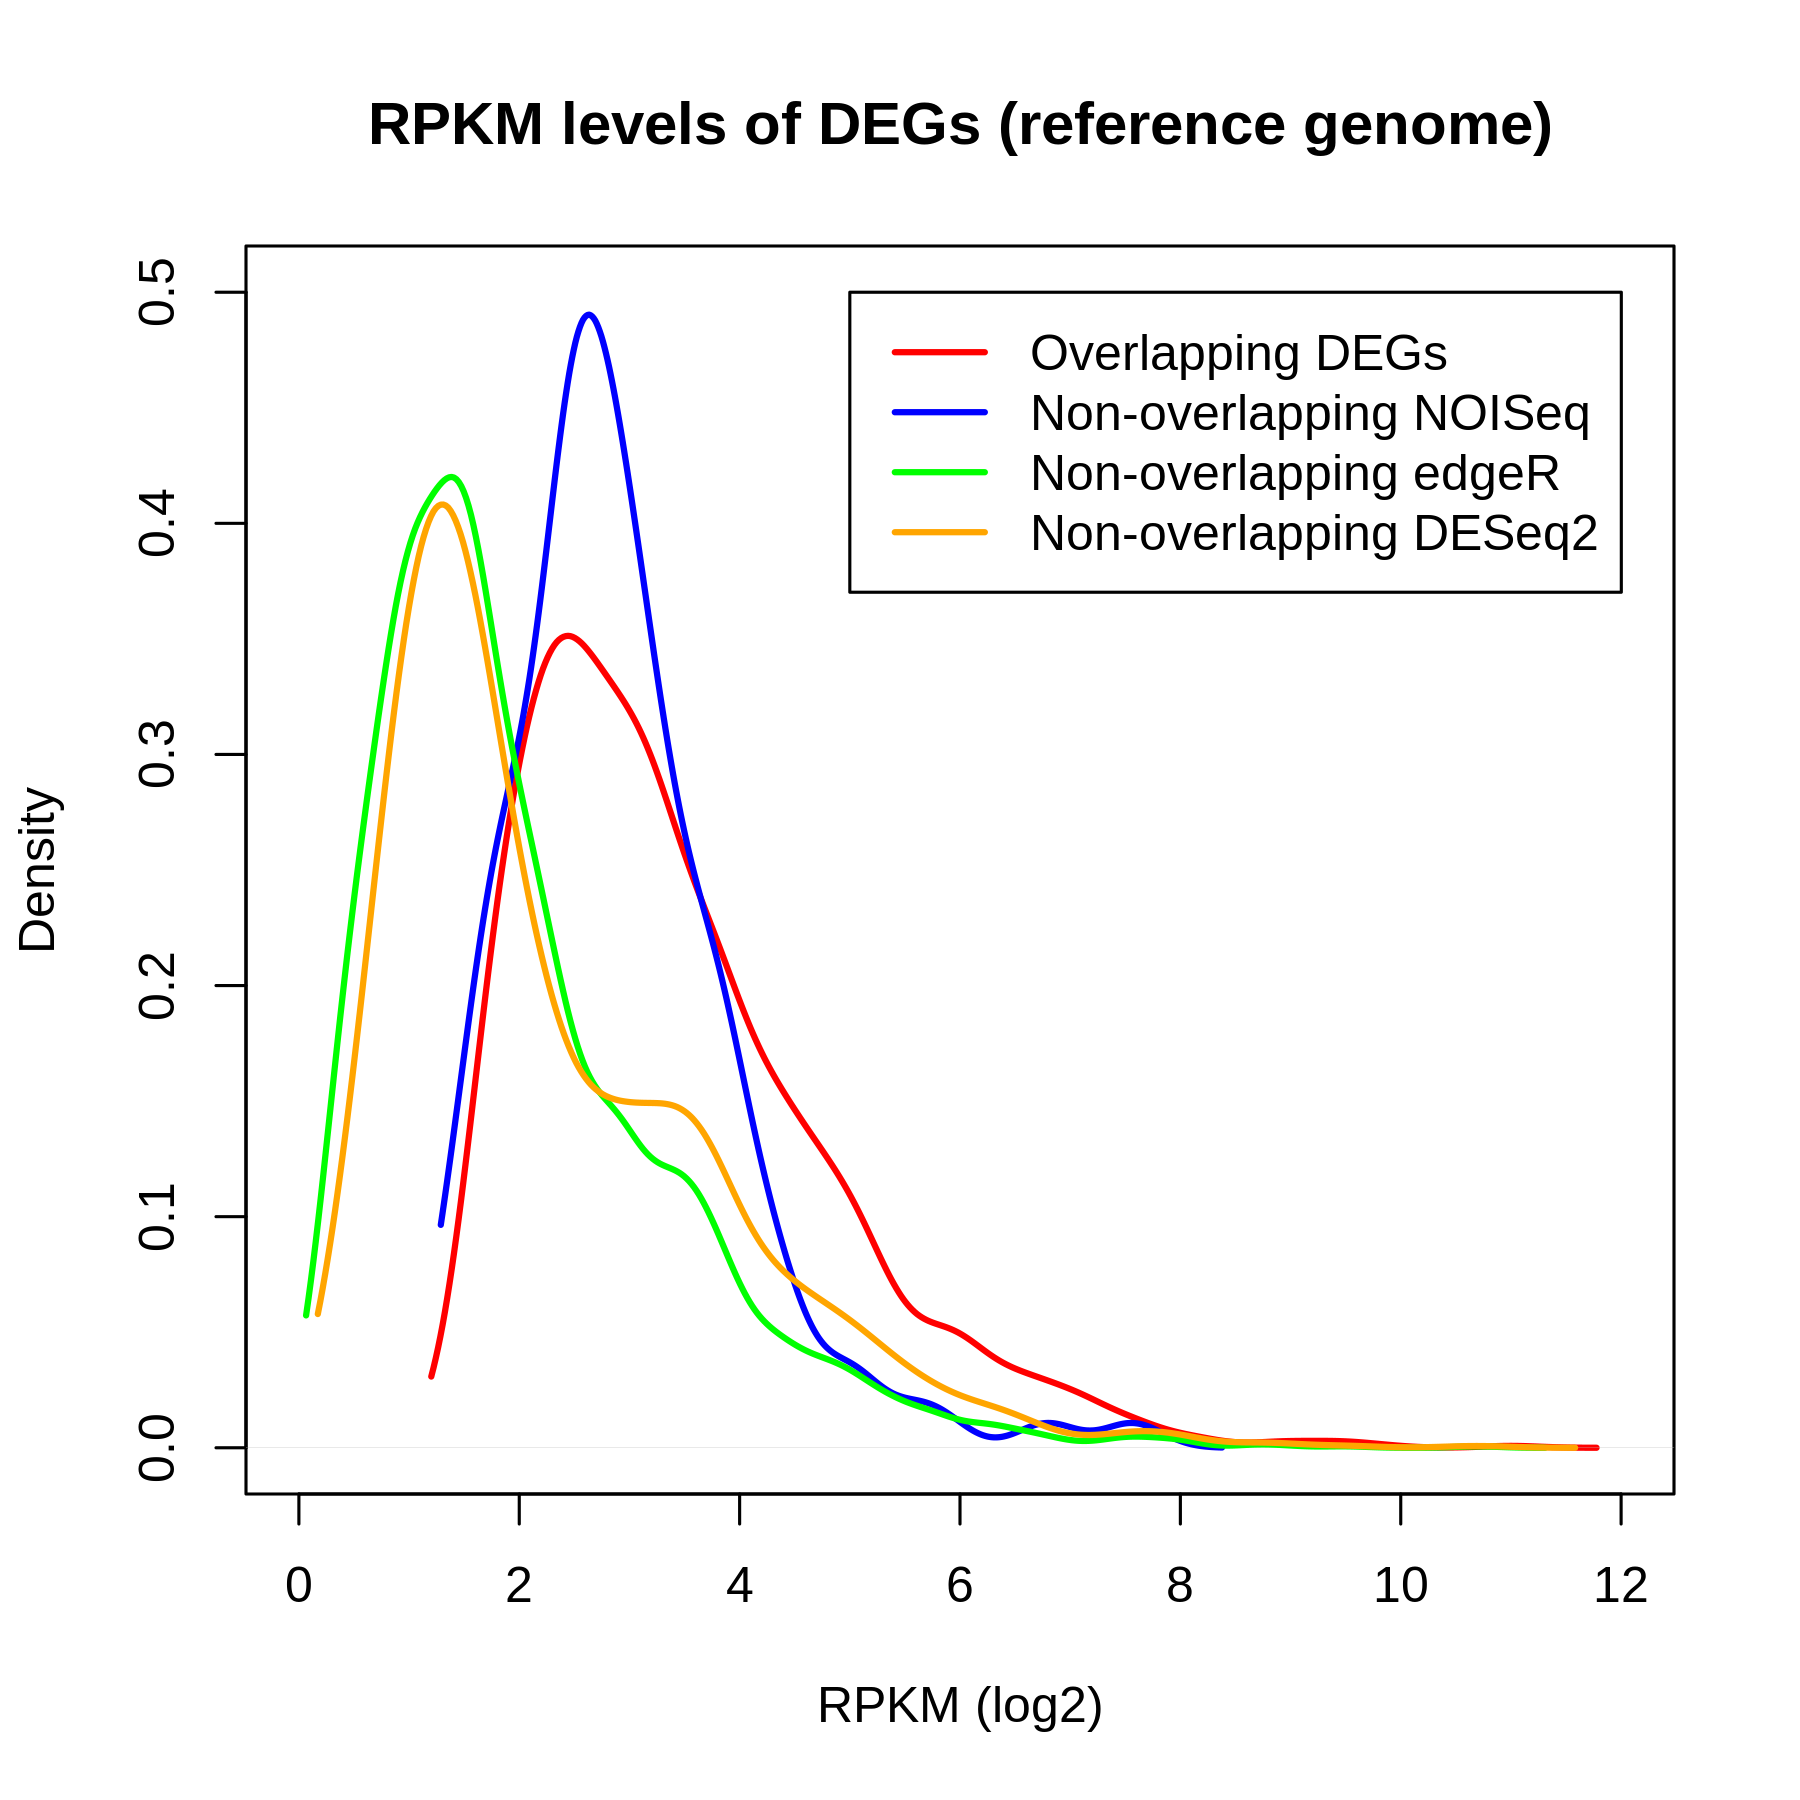 RPKM levels of DEGs (reference genome)
0.5
0.4
0.3
0.2
0.1
0.0
Density
Overlapping DEGs
Non-overlapping NOISeq
Non-overlapping edgeR
Non-overlapping DESeq2
0 2 4 6 8 10 12
RPKM (log2)